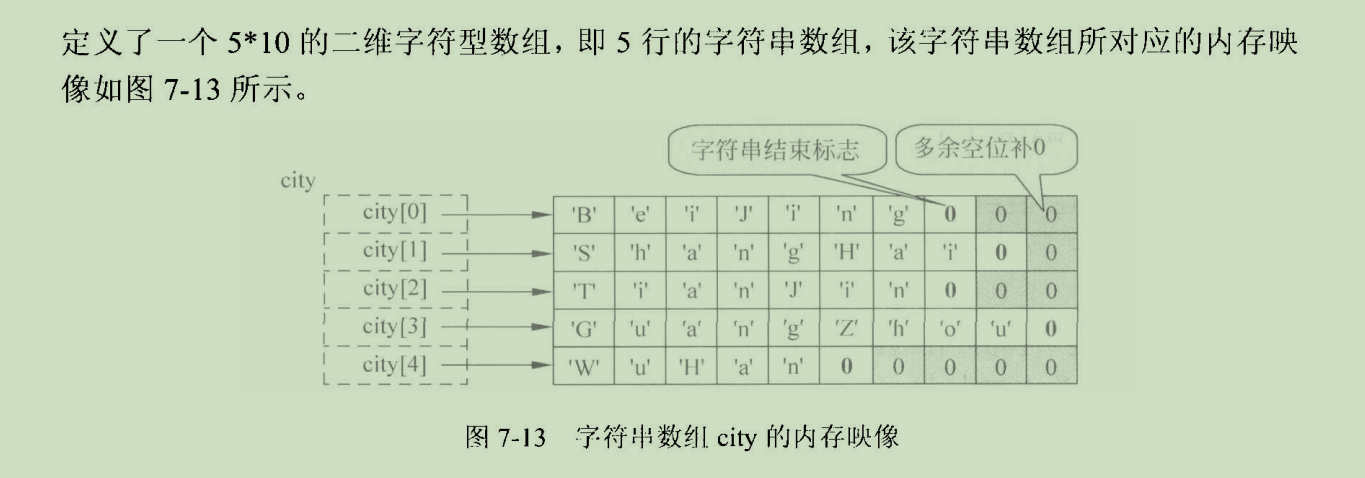 定义了一个 5*10 的二维字符型数组，即 5 行的字符串数组，该字符串数组所对应的内存映
像如图 7-13 所示。
字符串结束标志 多余空位补0
city
city[0] 'B' 'e' 'i' 'J' 'i' 'n' 'g' 0 0 0
city[1] 'S' 'h' 'a' 'n' 'g' 'H' 'a' 'i' 0 0
city[2] 'T' 'i' 'a' 'n' 'J' 'i' 'n' 0 0 0
city[3] 'G' 'u' 'a' 'n' 'g' 'Z' 'h' 'o' 'u' 0
city[4] 'W' 'u' 'H' 'a' 'n' 0 0 0 0 0
图 7-13 字符串数组 city 的内存映像